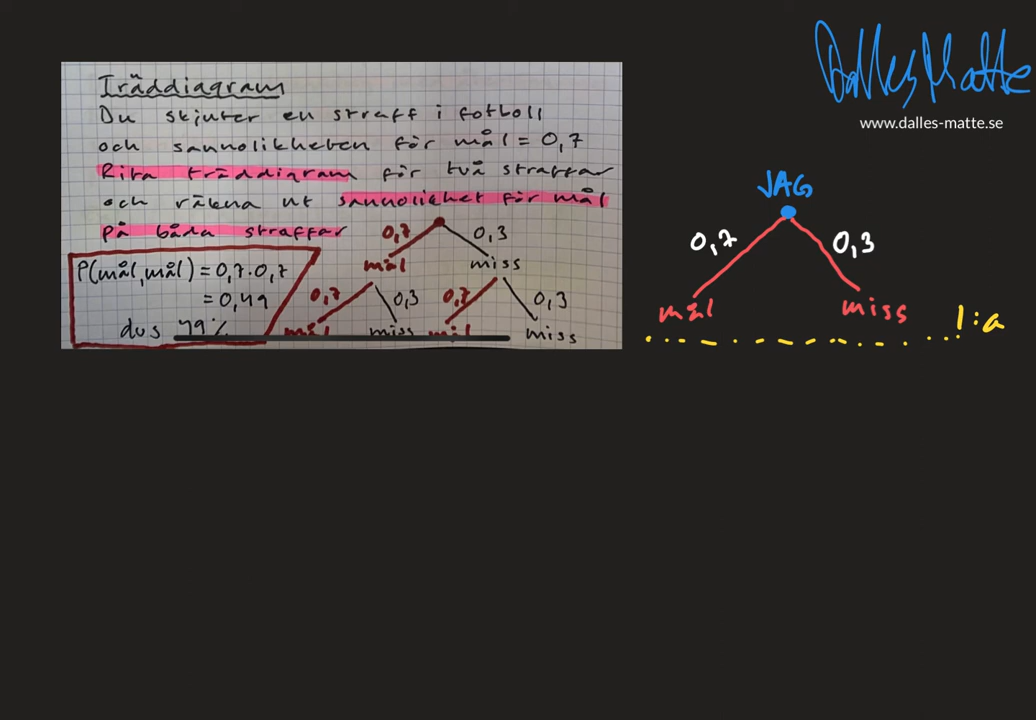 Träddiagram
Du skjuter en straff i fotboll
och sannolikheten för mål = 0,7
Rita träddiagram för två straffar
och räkna ut sannolighet för mål
på båda straffar
0,7 0,3
mål miss
0,7 0,3 0,7 0,3
mål miss mål miss
P(mål, mål) = 0,7 · 0,7
= 0,49
dvs 49%
Dalles Matte
www.dalles-matte.se
JAG
0,7 0,3
mål miss
1:a